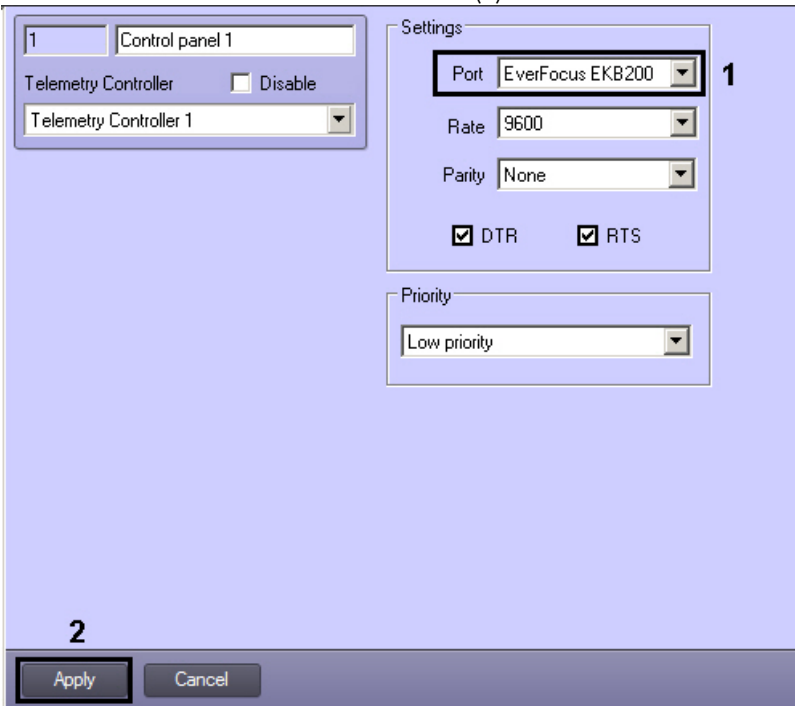 1 Control panel 1
Telemetry Controller Disable
Telemetry Controller 1
Settings
Port EverFocus EKB200 1
Rate 9600
Parity None
DTR RTS
Priority
Low priority
2
Apply Cancel